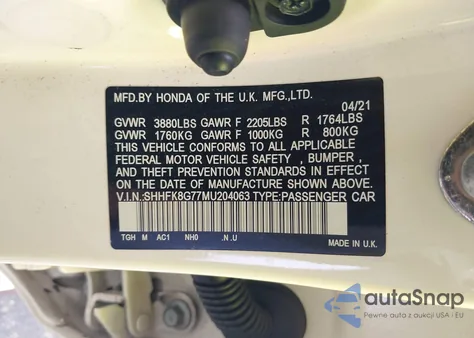 MFD.BY HONDA OF THE U.K. MFG.,LTD.
04/21
GVWR 3880LBS GAWR F 2205LBS R 1764LBS
GVWR 1760KG GAWR F 1000KG R 800KG
THIS VEHICLE CONFORMS TO ALL APPLICABLE
FEDERAL MOTOR VEHICLE SAFETY , BUMPER ,
AND THEFT PREVENTION STANDARDS IN EFFECT ON
THE DATE OF MANUFACTURE SHOWN ABOVE.
V.I.N.:SHHFK8G77MU204063 TYPE:PASSENGER CAR
TGH M AC1 NH0 .N .U MADE IN U.K.
autoSnap
Pewne auta z aukcji USA i EU